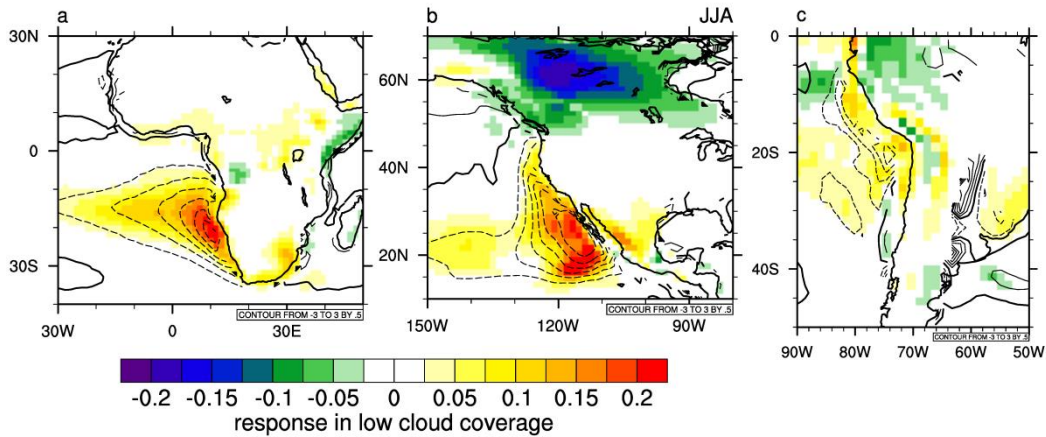 a
b
JJA
c
30N
0
30S
30W
0
30E
CONTOUR FROM -3 TO 3 BY .5
60N
40N
20N
150W
120W
90W
CONTOUR FROM -3 TO 3 BY .5
0
20S
40S
90W
80W
70W
60W
50W
CONTOUR FROM -3 TO 3 BY .5
-0.2 -0.15 -0.1 -0.05 0 0.05 0.1 0.15 0.2
response in low cloud coverage